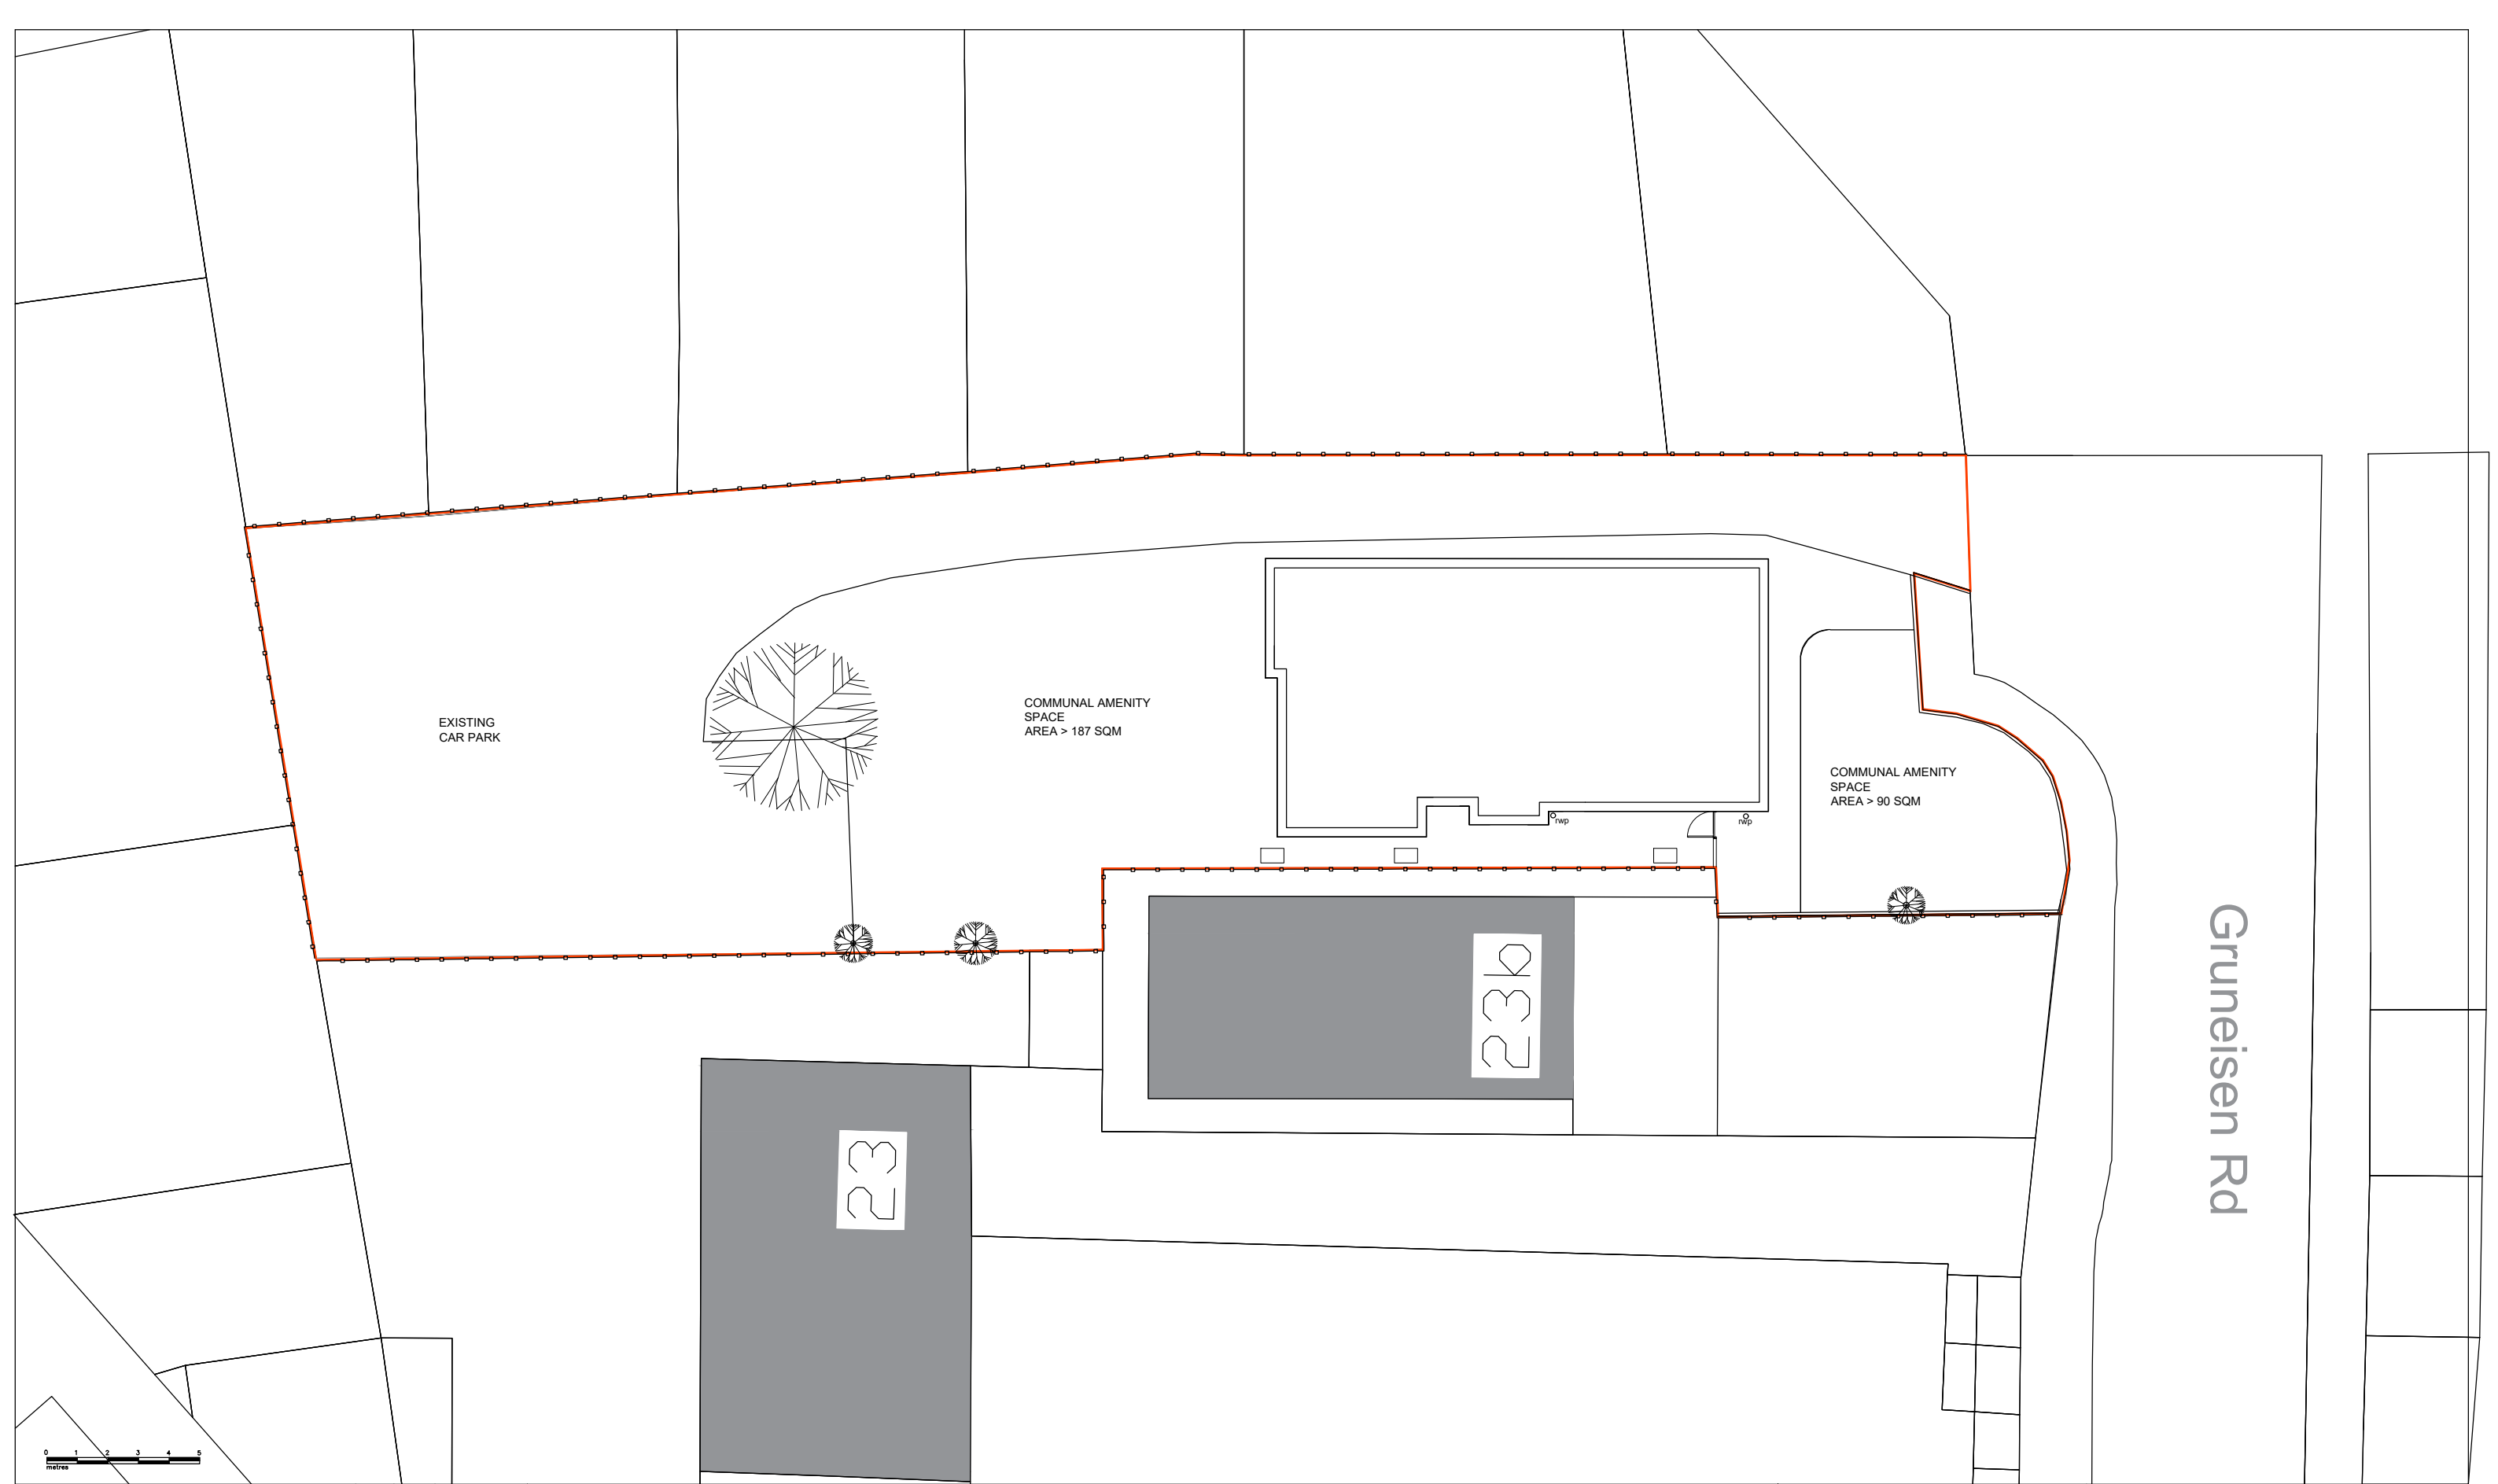 EXISTING
CAR PARK
COMMUNAL AMENITY
SPACE
AREA > 187 SQM
COMMUNAL AMENITY
SPACE
AREA > 90 SQM
rwp
rwp
23b
23
Gruneisen Rd
0 1 2 3 4 5
metres